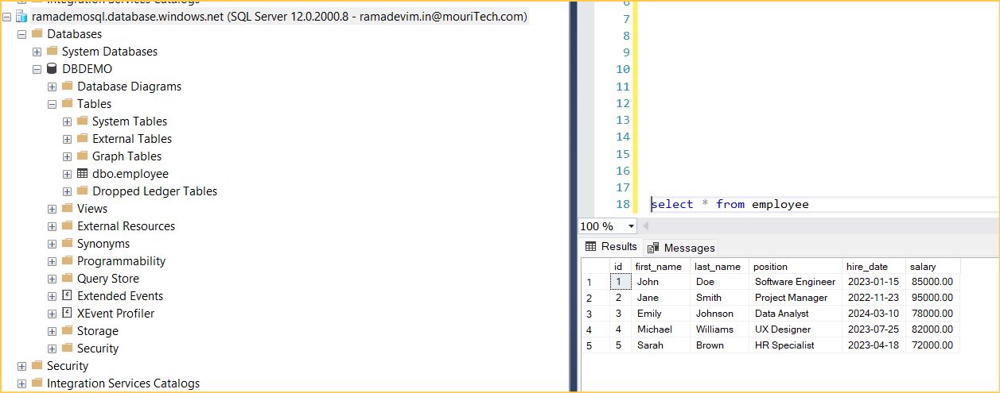 Integration Services Catalogs
ramademosql.database.windows.net (SQL Server 12.0.2000.8 - ramadevim.in@mouriTech.com)
Databases
System Databases
DBDEMO
Database Diagrams
Tables
System Tables
External Tables
Graph Tables
dbo.employee
Dropped Ledger Tables
Views
External Resources
Synonyms
Programmability
Query Store
Extended Events
XEvent Profiler
Storage
Security
Security
Integration Services Catalogs
6
7
8
9
10
11
12
13
14
15
16
17
18 select * from employee
100 %
Results Messages
id first_name last_name position hire_date salary
1 1 John Doe Software Engineer 2023-01-15 85000.00
2 2 Jane Smith Project Manager 2022-11-23 95000.00
3 3 Emily Johnson Data Analyst 2024-03-10 78000.00
4 4 Michael Williams UX Designer 2023-07-25 82000.00
5 5 Sarah Brown HR Specialist 2023-04-18 72000.00